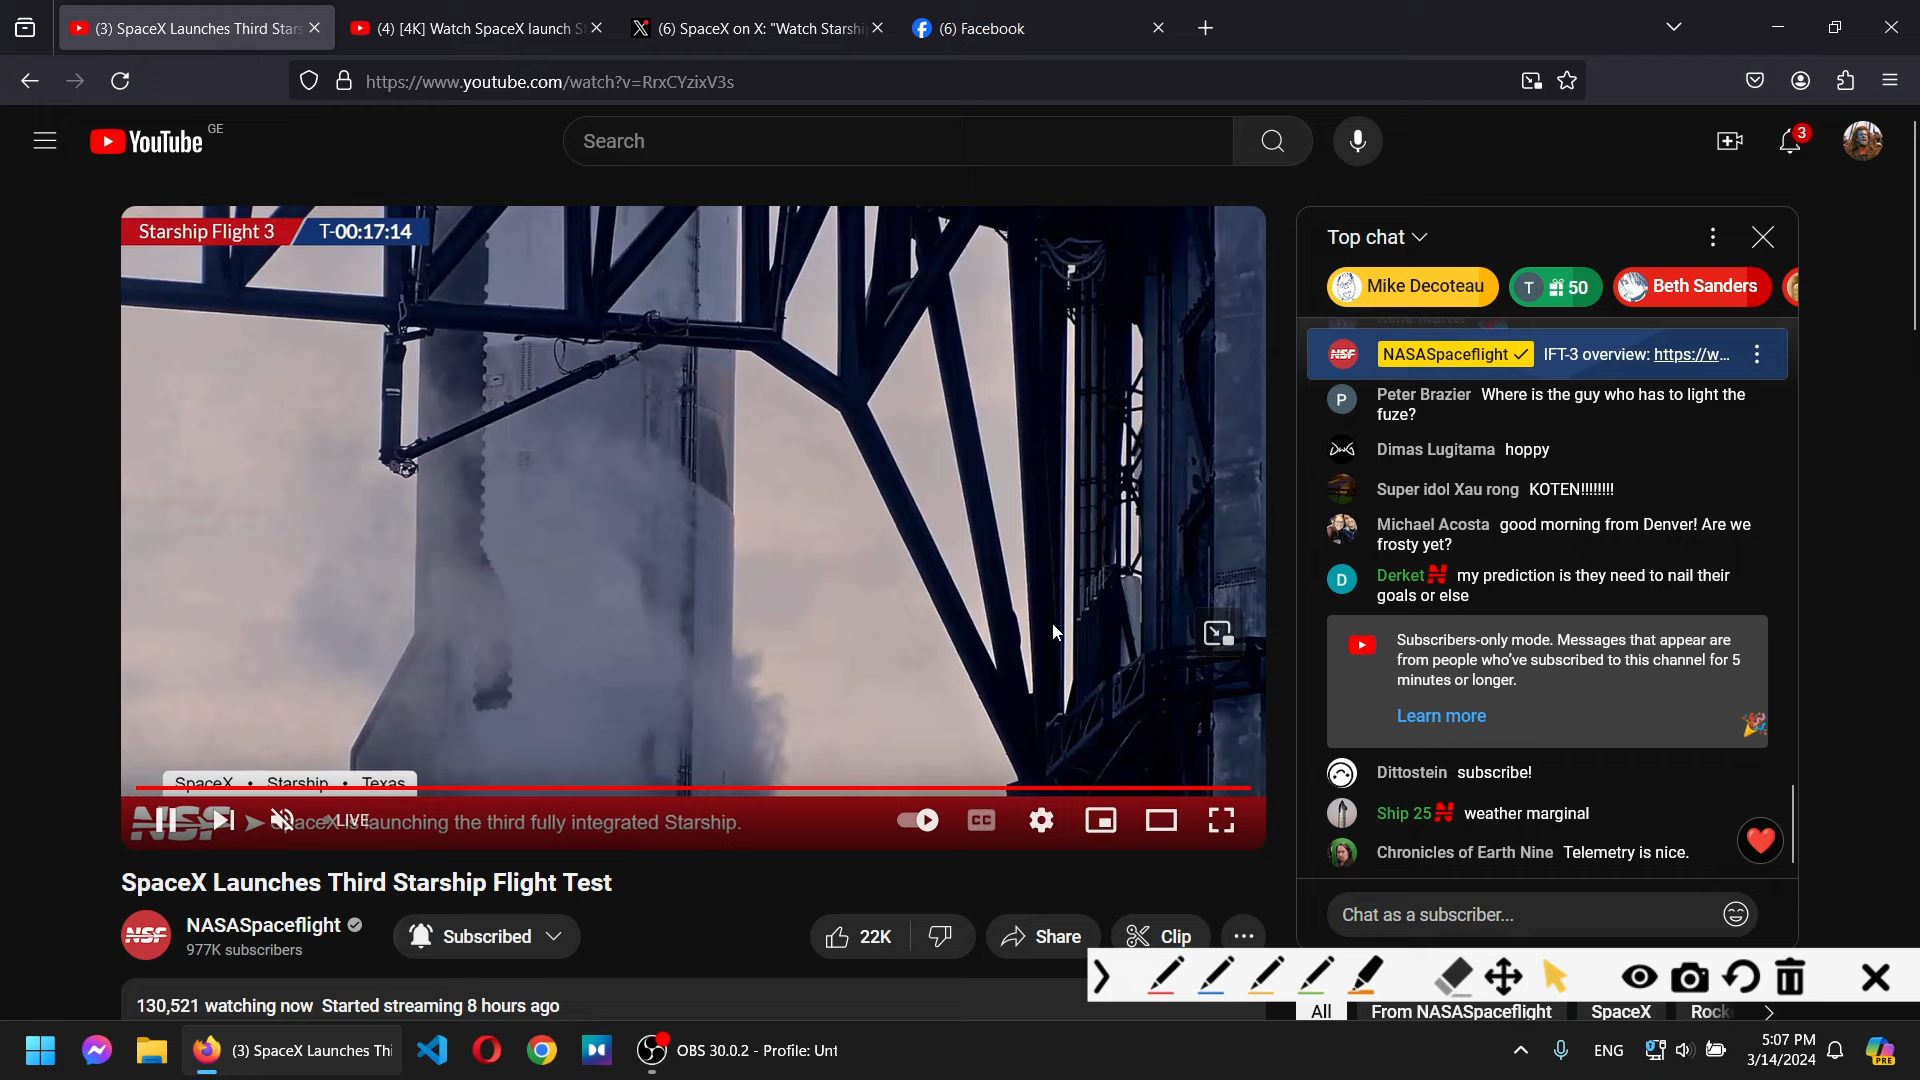 (3) SpaceX Launches Third Stars
(4) [4K] Watch SpaceX launch S
(6) SpaceX on X: "Watch Starshi
(6) Facebook
https://www.youtube.com/watch?v=RrxCYzixV3s
YouTube GE
Search
3
Starship Flight 3 T-00:17:14
SpaceX • Starship • Texas
NSF
SpaceX is launching the third fully integrated Starship.
LIVE
CC
SpaceX Launches Third Starship Flight Test
NSF
NASASpaceflight
977K subscribers
Subscribed
22K
Share
Clip
130,521 watching now Started streaming 8 hours ago
Top chat
Mike Decoteau
T 50
Beth Sanders
NSF NASASpaceflight IFT-3 overview: https://w...
P Peter Brazier Where is the guy who has to light the
fuze?
Dimas Lugitama hoppy
Super idol Xau rong KOTEN!!!!!!!!
Michael Acosta good morning from Denver! Are we
frosty yet?
D Derket my prediction is they need to nail their
goals or else
Subscribers-only mode. Messages that appear are
from people who've subscribed to this channel for 5
minutes or longer.
Learn more
Dittostein subscribe!
Ship 25 weather marginal
Chronicles of Earth Nine Telemetry is nice.
Chat as a subscriber...
All From NASASpaceflight SpaceX Rock
(3) SpaceX Launches Thi
OBS 30.0.2 - Profile: Unt
ENG
5:07 PM
3/14/2024
PRE